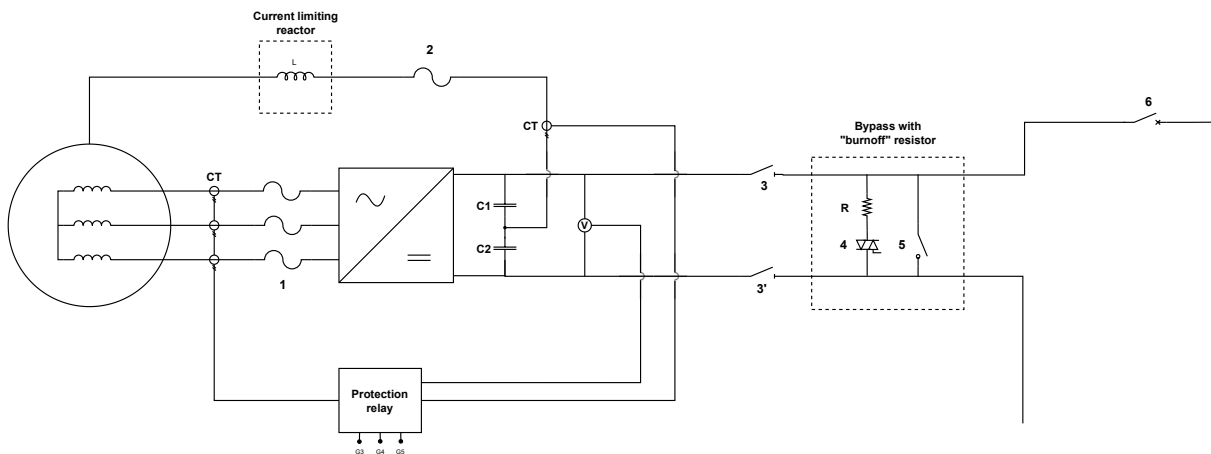 Current limiting
reactor
L
2
6
CT
Bypass with
"burnoff" resistor
CT
3
C1
R
V
C2
4
5
1
3'
Protection
relay
G3
G4
G5